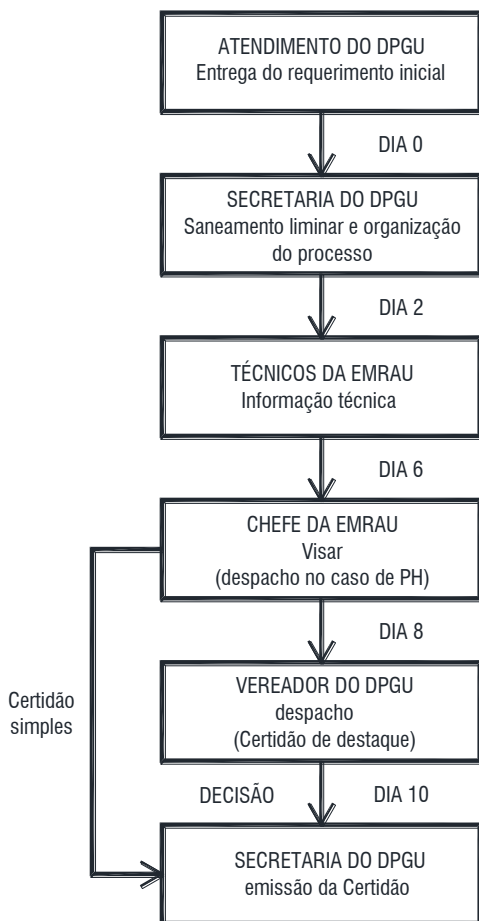 ATENDIMENTO DO DPGU
Entrega do requerimento inicial
DIA 0
SECRETARIA DO DPGU
Saneamento liminar e organização
do processo
DIA 2
TÉCNICOS DA EMRAU
Informação técnica
DIA 6
CHEFE DA EMRAU
Visar
(despacho no caso de PH)
DIA 8
Certidão
simples
VEREADOR DO DPGU
despacho
(Certidão de destaque)
DECISÃO
DIA 10
SECRETARIA DO DPGU
emissão da Certidão